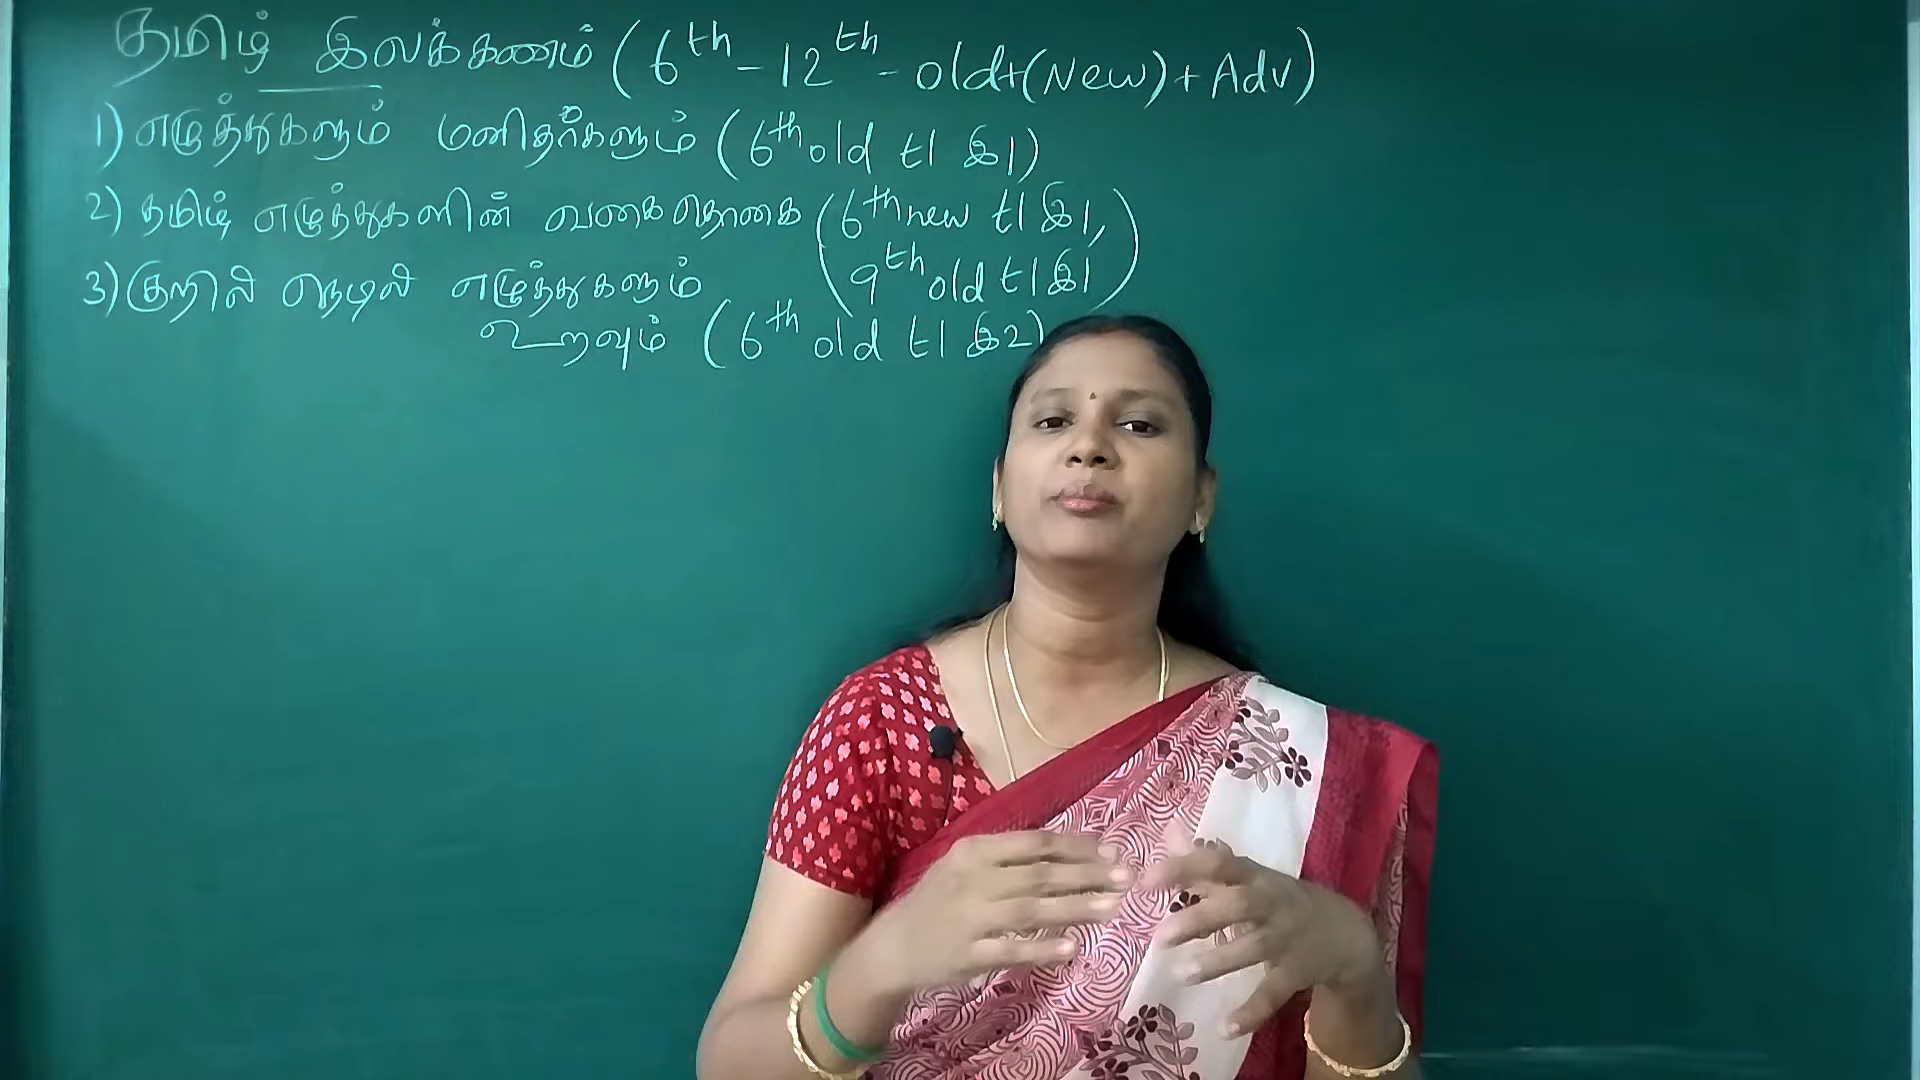 தமிழ் இலக்கணம் (6th - 12th - old+(New)+Adv)
1) எழுத்துகளும் மனிதர்களும் (6th old t1 இ1)
2) தமிழ் எழுத்துகளின் வகைதொகை (6th new t1 இ1,
9th old t1 இ1)
3) குறில் நெடில் எழுத்துகளும்
உறவும் (6th old t1 இ2)